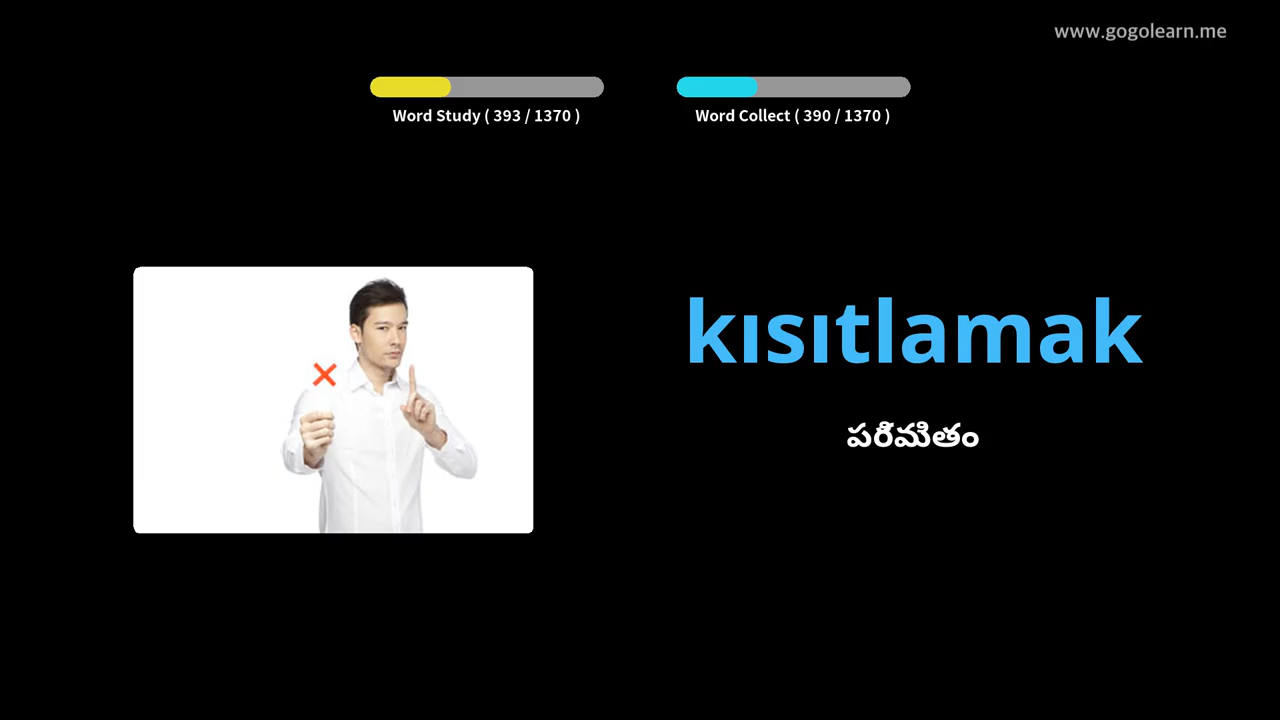 www.gogolearn.me
Word Study ( 393 / 1370 )
Word Collect ( 390 / 1370 )
kısıtlamak
పరిమితం